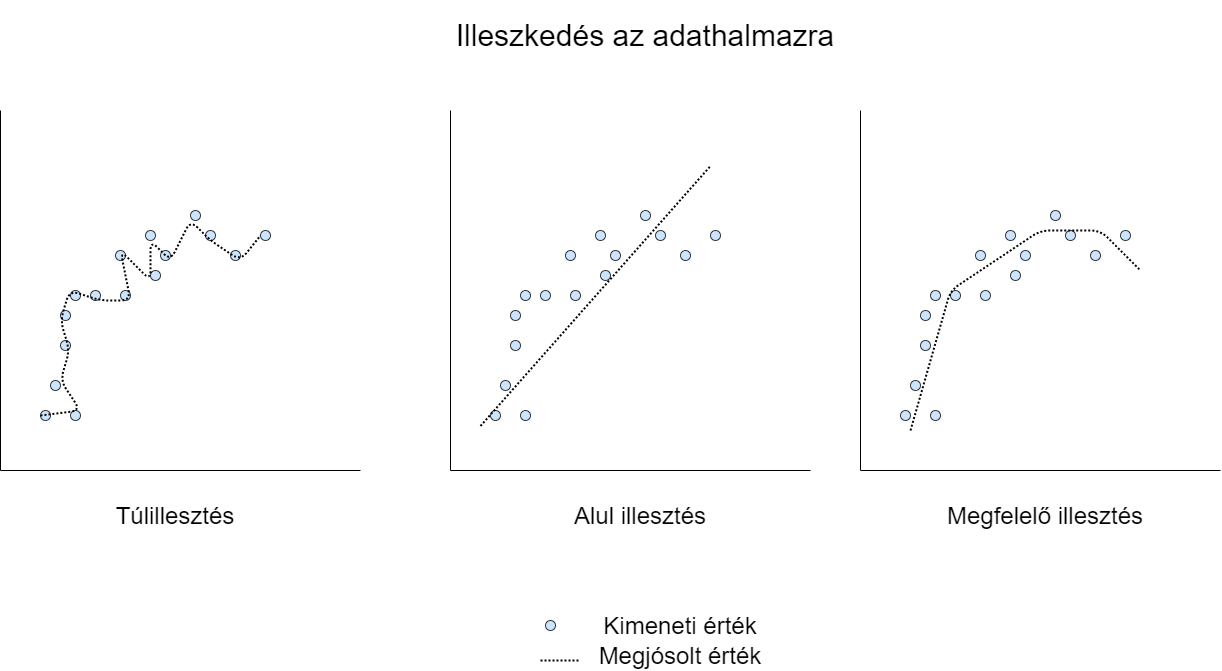 Illeszkedés az adathalmazra
Túlillesztés
Alul illesztés
Megfelelő illesztés
Kimeneti érték
Megjósolt érték